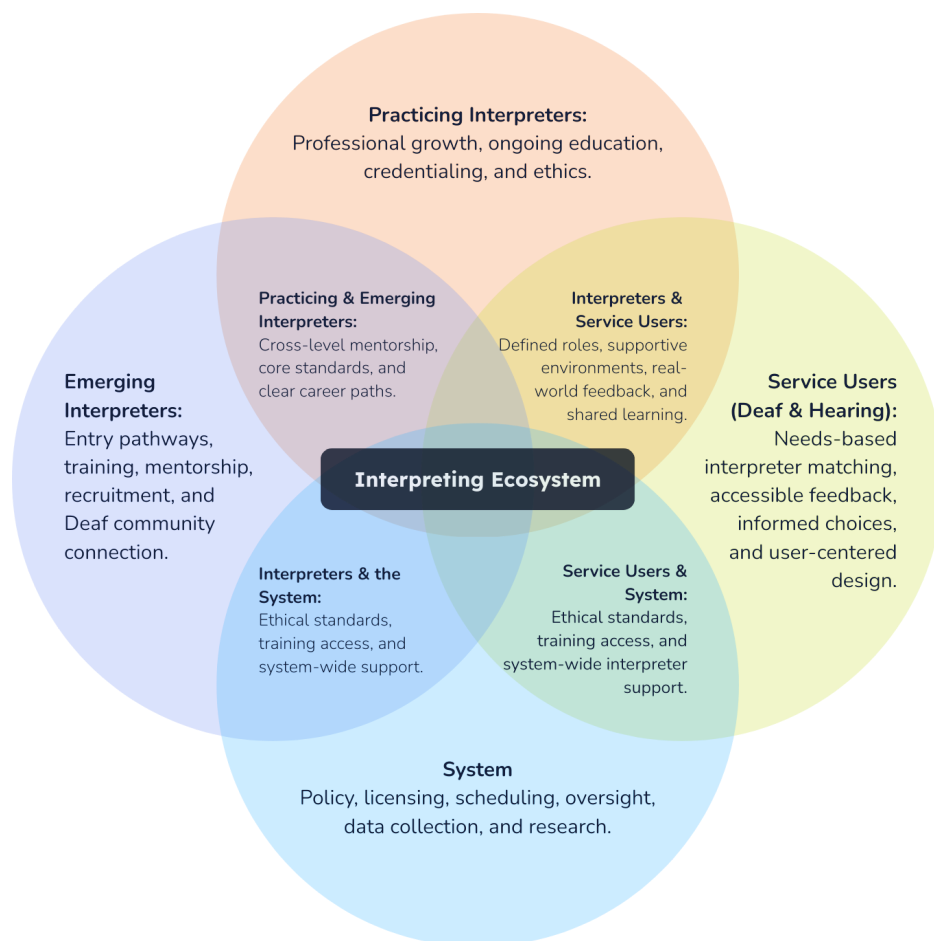 Practicing Interpreters:
Professional growth, ongoing education,
credentialing, and ethics.
Practicing & Emerging
Interpreters:
Cross-level mentorship,
core standards, and
clear career paths.
Interpreters &
Service Users:
Defined roles, supportive
environments, real-
world feedback, and
shared learning.
Emerging
Interpreters:
Entry pathways,
training, mentorship,
recruitment, and
Deaf community
connection.
Service Users
(Deaf & Hearing):
Needs-based
interpreter matching,
accessible feedback,
informed choices,
and user-centered
design.
Interpreting Ecosystem
Interpreters & the
System:
Ethical standards,
training access, and
system-wide support.
Service Users &
System:
Ethical standards,
training access, and
system-wide interpreter
support.
System
Policy, licensing, scheduling, oversight,
data collection, and research.